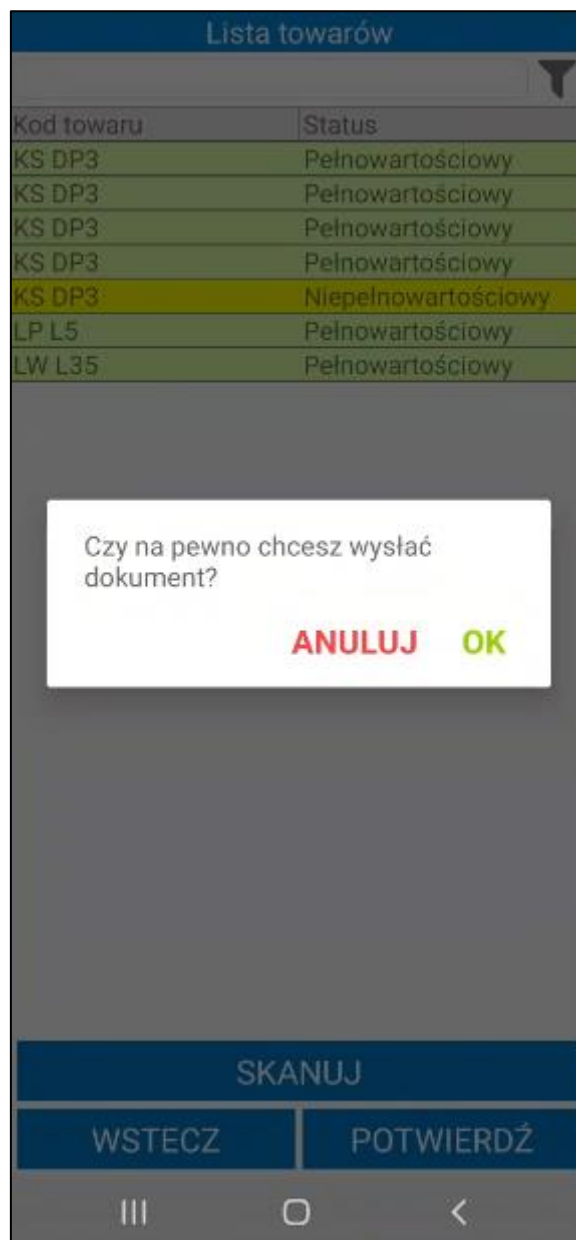 Lista towarów
Kod towaru Status
KS DP3 Pełnowartościowy
KS DP3 Pełnowartościowy
KS DP3 Pełnowartościowy
KS DP3 Pełnowartościowy
KS DP3 Niepełnowartościowy
LP L5 Pełnowartościowy
LW L35 Pełnowartościowy
Czy na pewno chcesz wysłać
dokument?
ANULUJ OK
SKANUJ
WSTECZ POTWIERDŹ